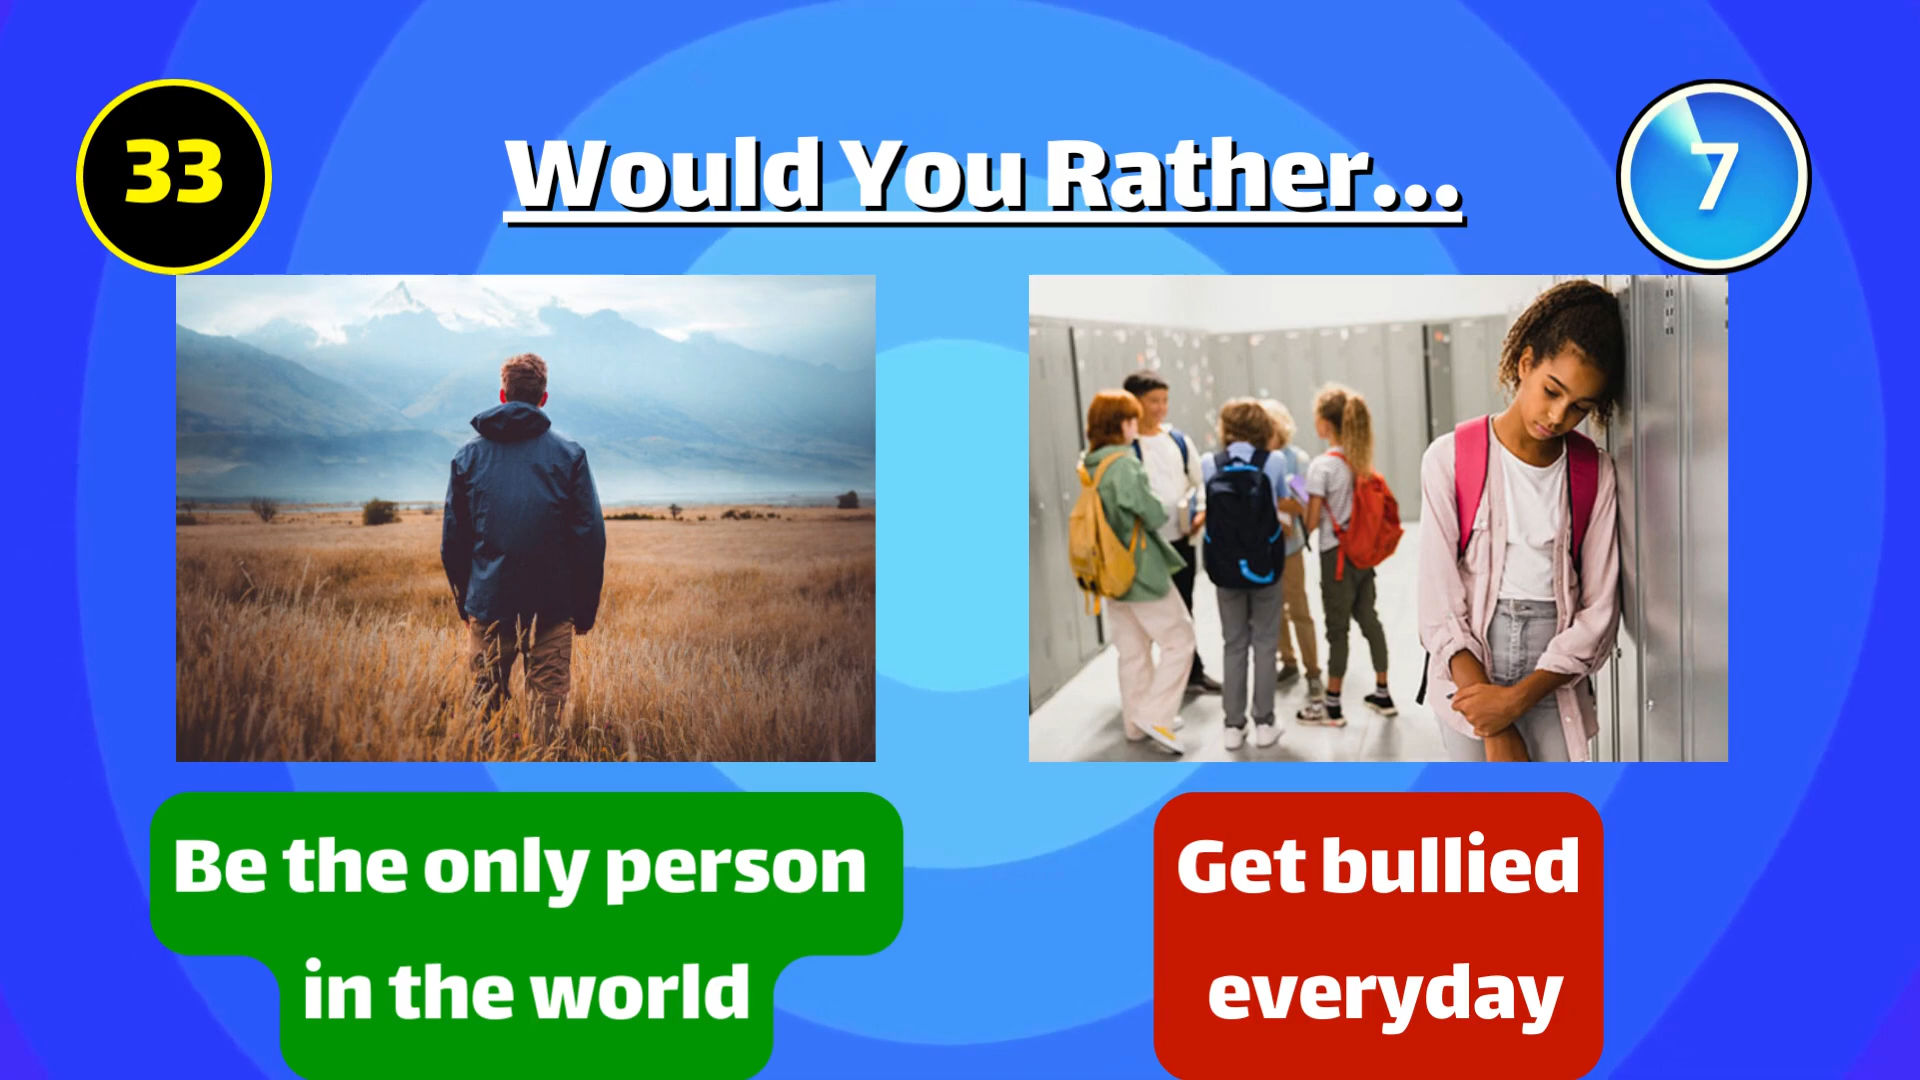 33
Would You Rather...
7
Be the only person
in the world
Get bullied
everyday